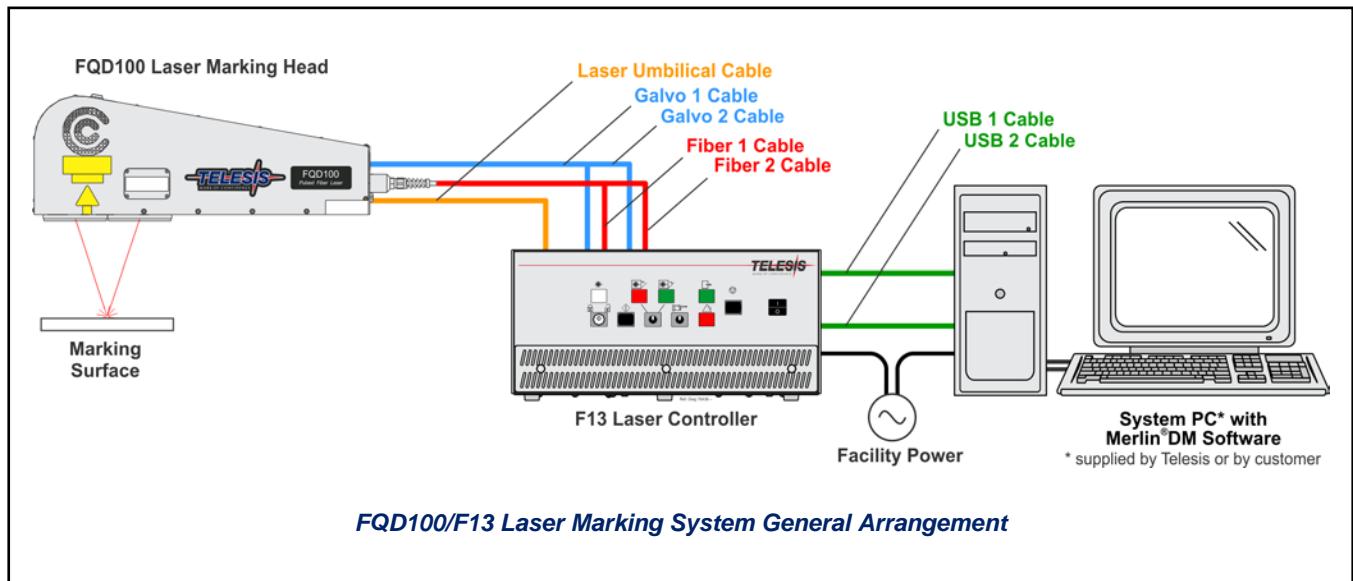 FQD100 Laser Marking Head
Laser Umbilical Cable
Galvo 1 Cable
Galvo 2 Cable
Fiber 1 Cable
Fiber 2 Cable
USB 1 Cable
USB 2 Cable
TELESIS
FQD100
Pulsed Fiber Laser
TELESIS
Marking
Surface
F13 Laser Controller
Facility Power
System PC* with
Merlin®DM Software
* supplied by Telesis or by customer
FQD100/F13 Laser Marking System General Arrangement